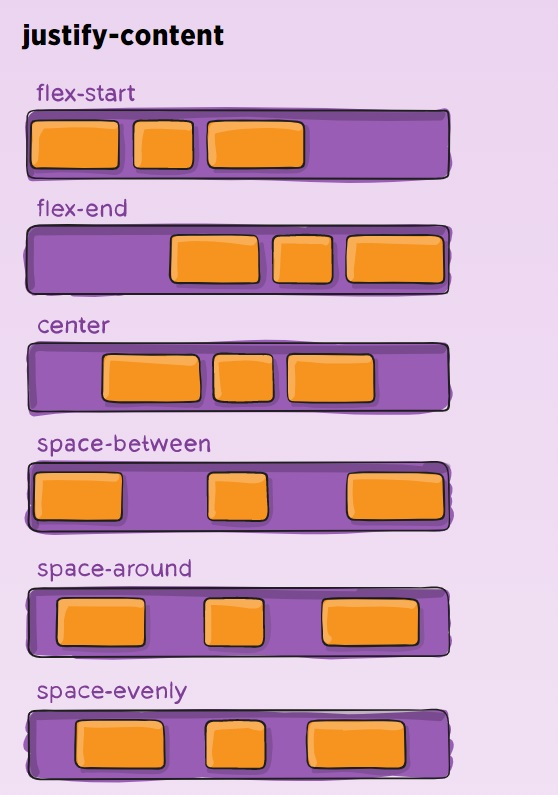 justify-content
flex-start
flex-end
center
space-between
space-around
space-evenly